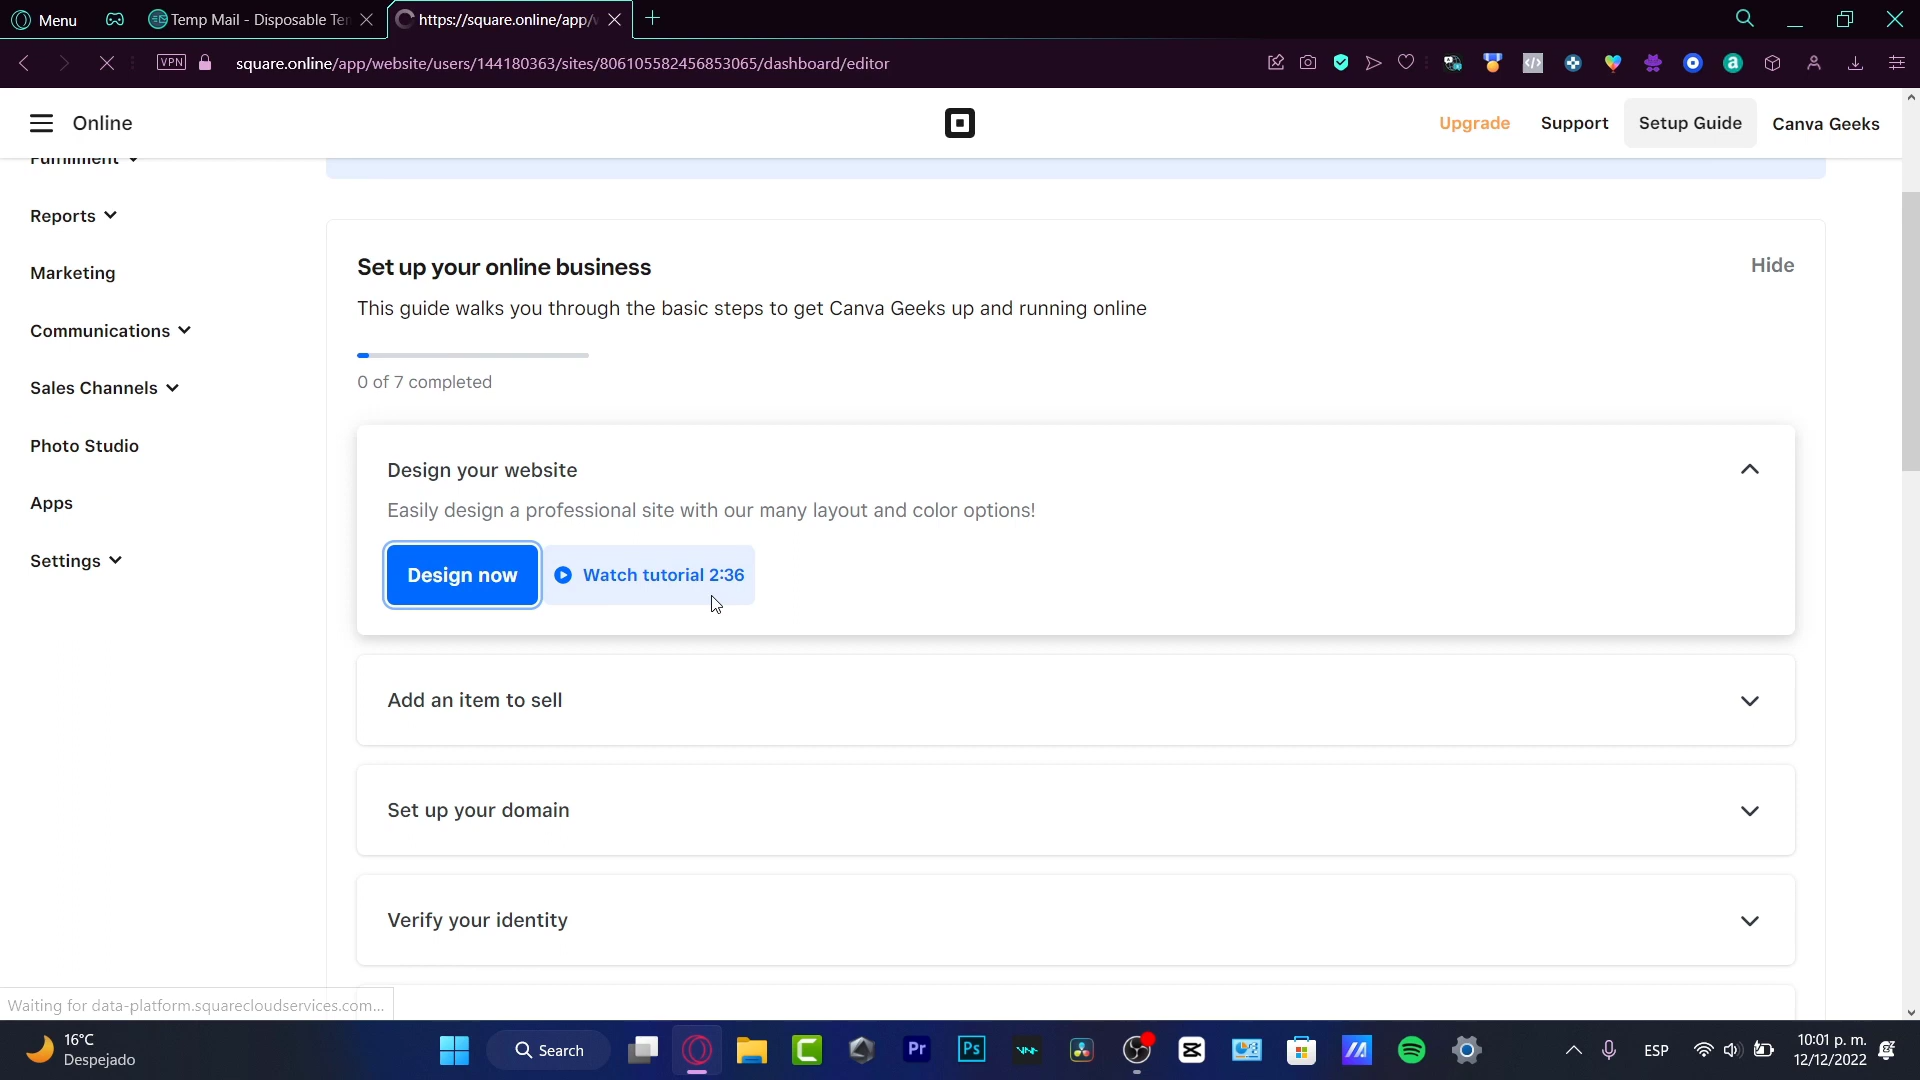 Menu
Temp Mail - Disposable Ter
https://square.online/app/w
VPN
square.online/app/website/users/144180363/sites/806105582456853065/dashboard/editor
Online
Upgrade
Support
Setup Guide
Canva Geeks
Fulfillment
Reports
Marketing
Communications
Sales Channels
Photo Studio
Apps
Settings
Set up your online business
Hide
This guide walks you through the basic steps to get Canva Geeks up and running online
0 of 7 completed
Design your website
Easily design a professional site with our many layout and color options!
Design now
Watch tutorial 2:36
Add an item to sell
Set up your domain
Verify your identity
Waiting for data-platform.squarecloudservices.com...
16°C
Despejado
Search
Pr
Ps
ESP
10:01 p. m.
12/12/2022